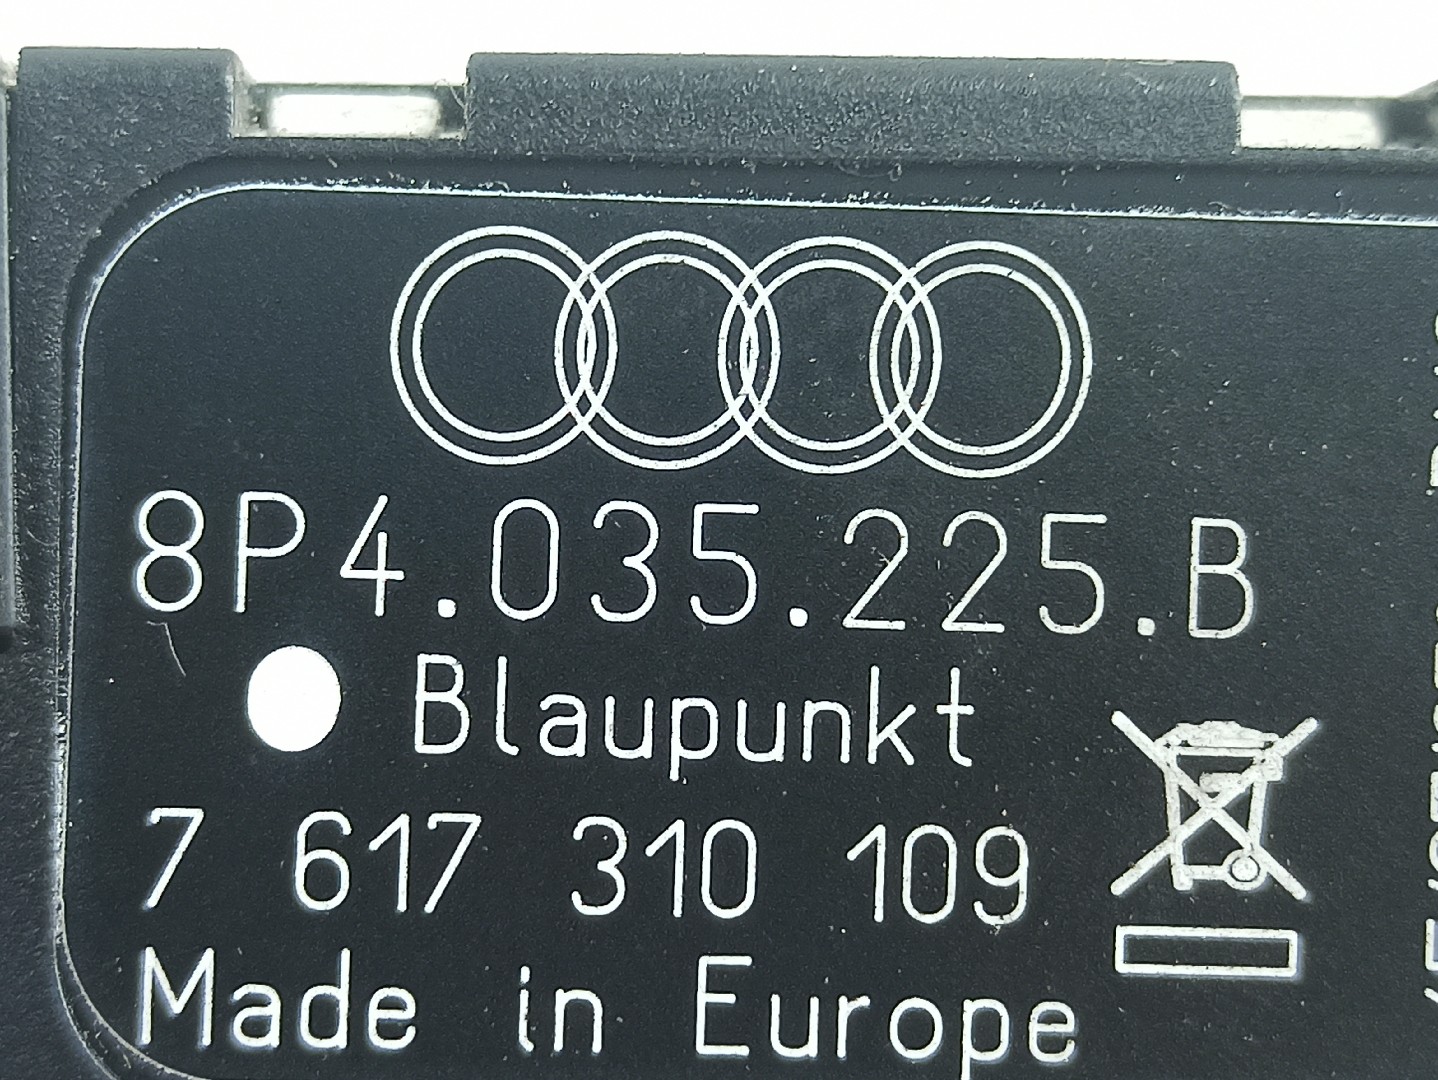 8P4.035.225.B
Blaupunkt
7 617 310 109
Made in Europe